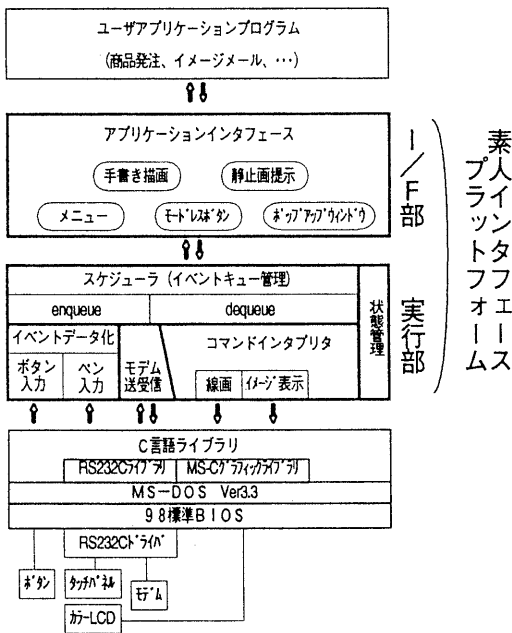 ユーザアプリケーションプログラム
(商品発注、イメージメール、…)
アプリケーションインタフェース
手書き描画
静止画提示
メニュー
モードレスボタン
ポップアップウィンドウ
I/F部
スケジューラ (イベントキュー管理)
enqueue
dequeue
イベントデータ化
ボタン
入力
ペン
入力
モデム
送受信
コマンドインタプリタ
線画
イメージ表示
状態管理
実行部
素人インタフェース
プラットフォーム
C言語ライブラリ
RS232Cライブラリ
MS-Cグラフィックライブラリ
MS-DOS Ver3.3
98標準BIOS
RS232Cドライバ
ボタン
タッチパネル
モデム
カラーLCD